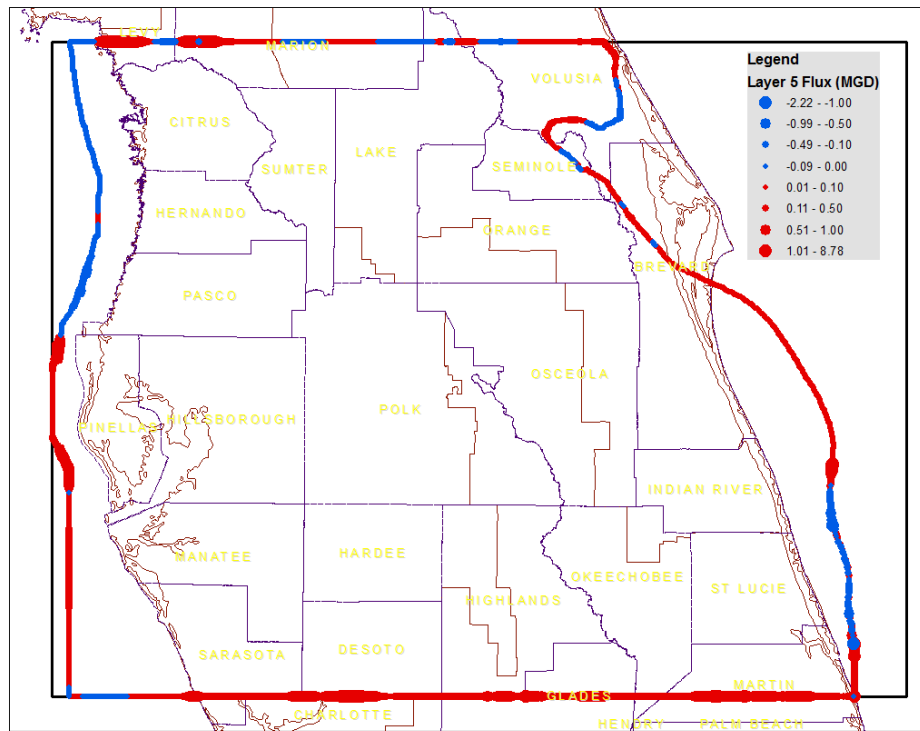 LEVY
MARION
VOLUSIA
Legend
Layer 5 Flux (MGD)
-2.22 - -1.00
-0.99 - -0.50
-0.49 - -0.10
-0.09 - 0.00
0.01 - 0.10
0.11 - 0.50
0.51 - 1.00
1.01 - 8.78
CITRUS
LAKE
SUMTER
SEMINOLE
HERNANDO
ORANGE
BREVARD
PASCO
OSCEOLA
POLK
HILLSBOROUGH
PINELLAS
INDIAN RIVER
HARDEE
MANATEE
OKEECHOBEE
ST LUCIE
HIGHLANDS
DESOTO
SARASOTA
MARTIN
GLADES
CHARLOTTE
HENDRY
PALM BEACH